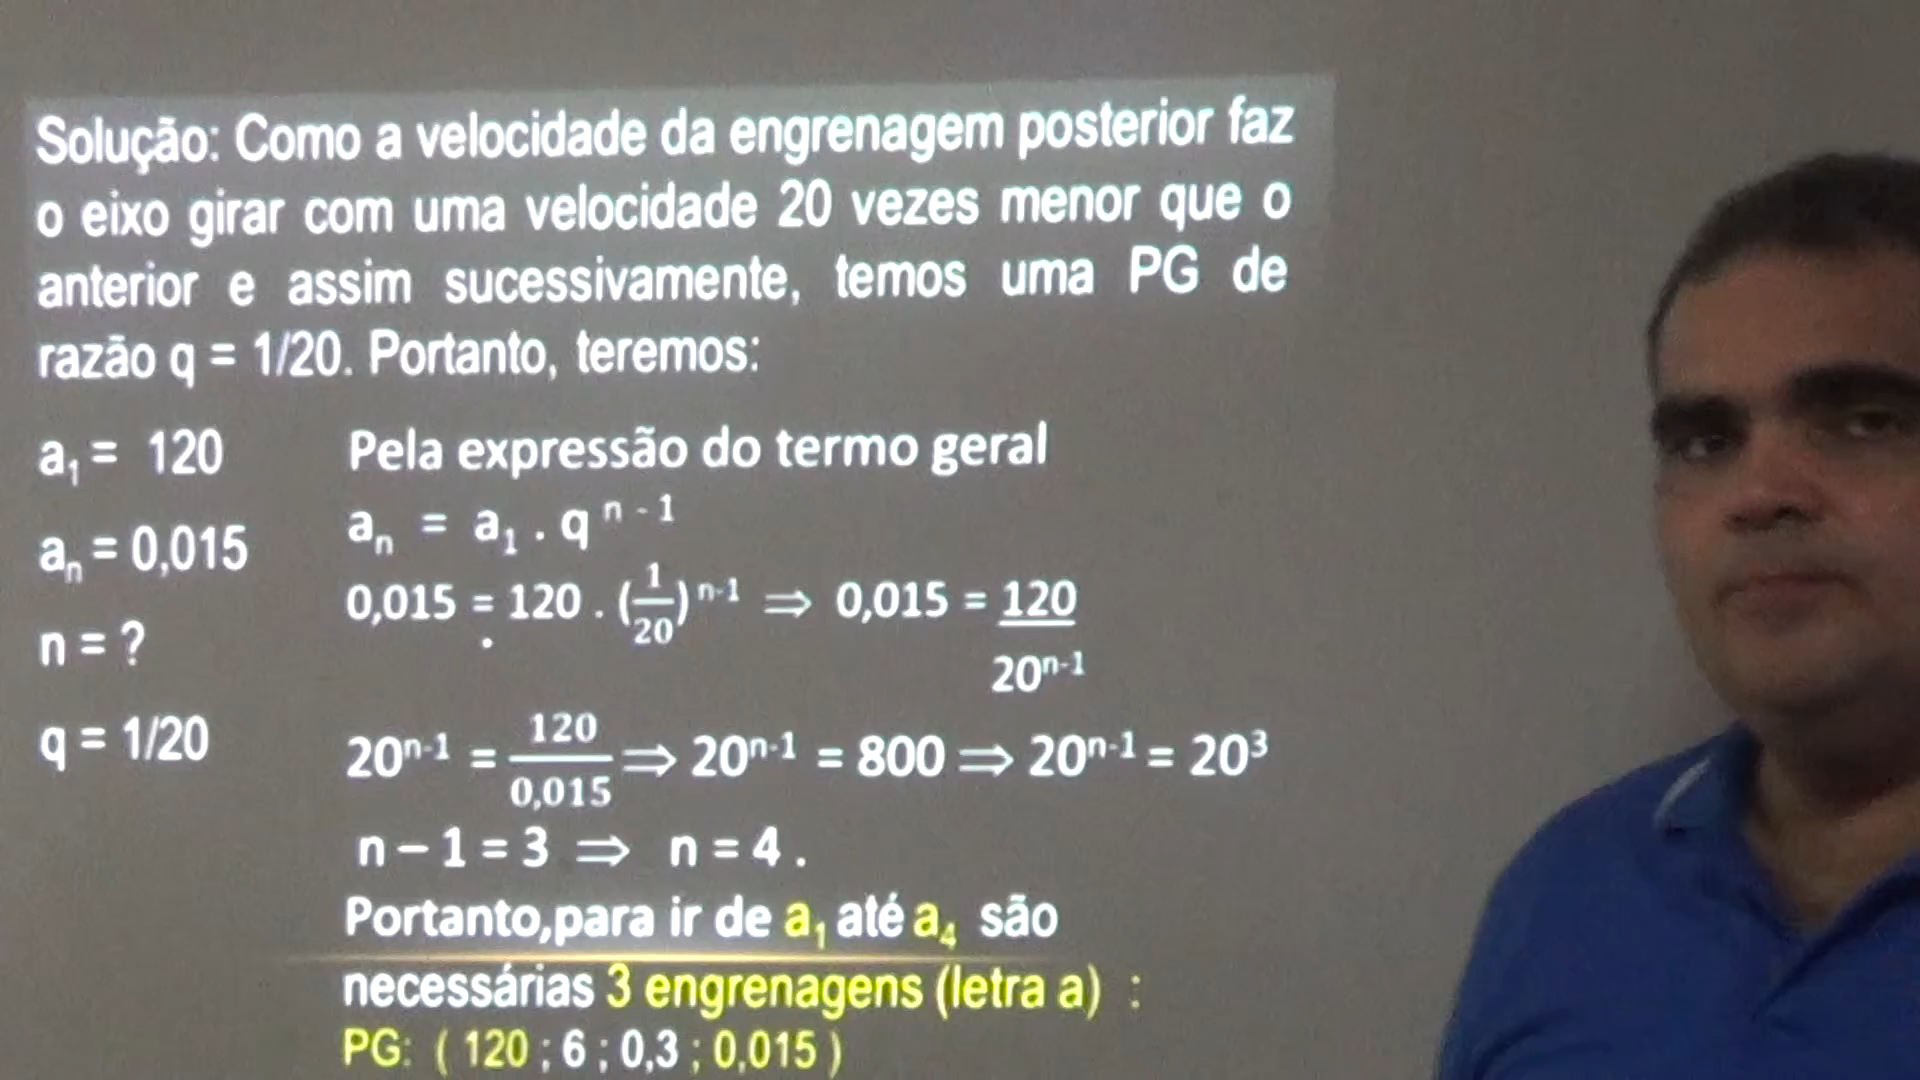 Solução: Como a velocidade da engrenagem posterior faz
o eixo girar com uma velocidade 20 vezes menor que o
anterior e assim sucessivamente, temos uma PG de
razão q = 1/20. Portanto, teremos:
a₁ = 120
aₙ = 0,015
n = ?
q = 1/20
Pela expressão do termo geral
aₙ = a₁ . q ⁿ ⁻ ¹
0,015 = 120 . (1/20)ⁿ⁻¹ ⇒ 0,015 = 120/20ⁿ⁻¹
20ⁿ⁻¹ = 120/0,015 ⇒ 20ⁿ⁻¹ = 800 ⇒ 20ⁿ⁻¹ = 20³
n – 1 = 3 ⇒ n = 4 .
Portanto,para ir de a₁ até a₄ são
necessárias 3 engrenagens (letra a) :
PG: ( 120 ; 6 ; 0,3 ; 0,015 )